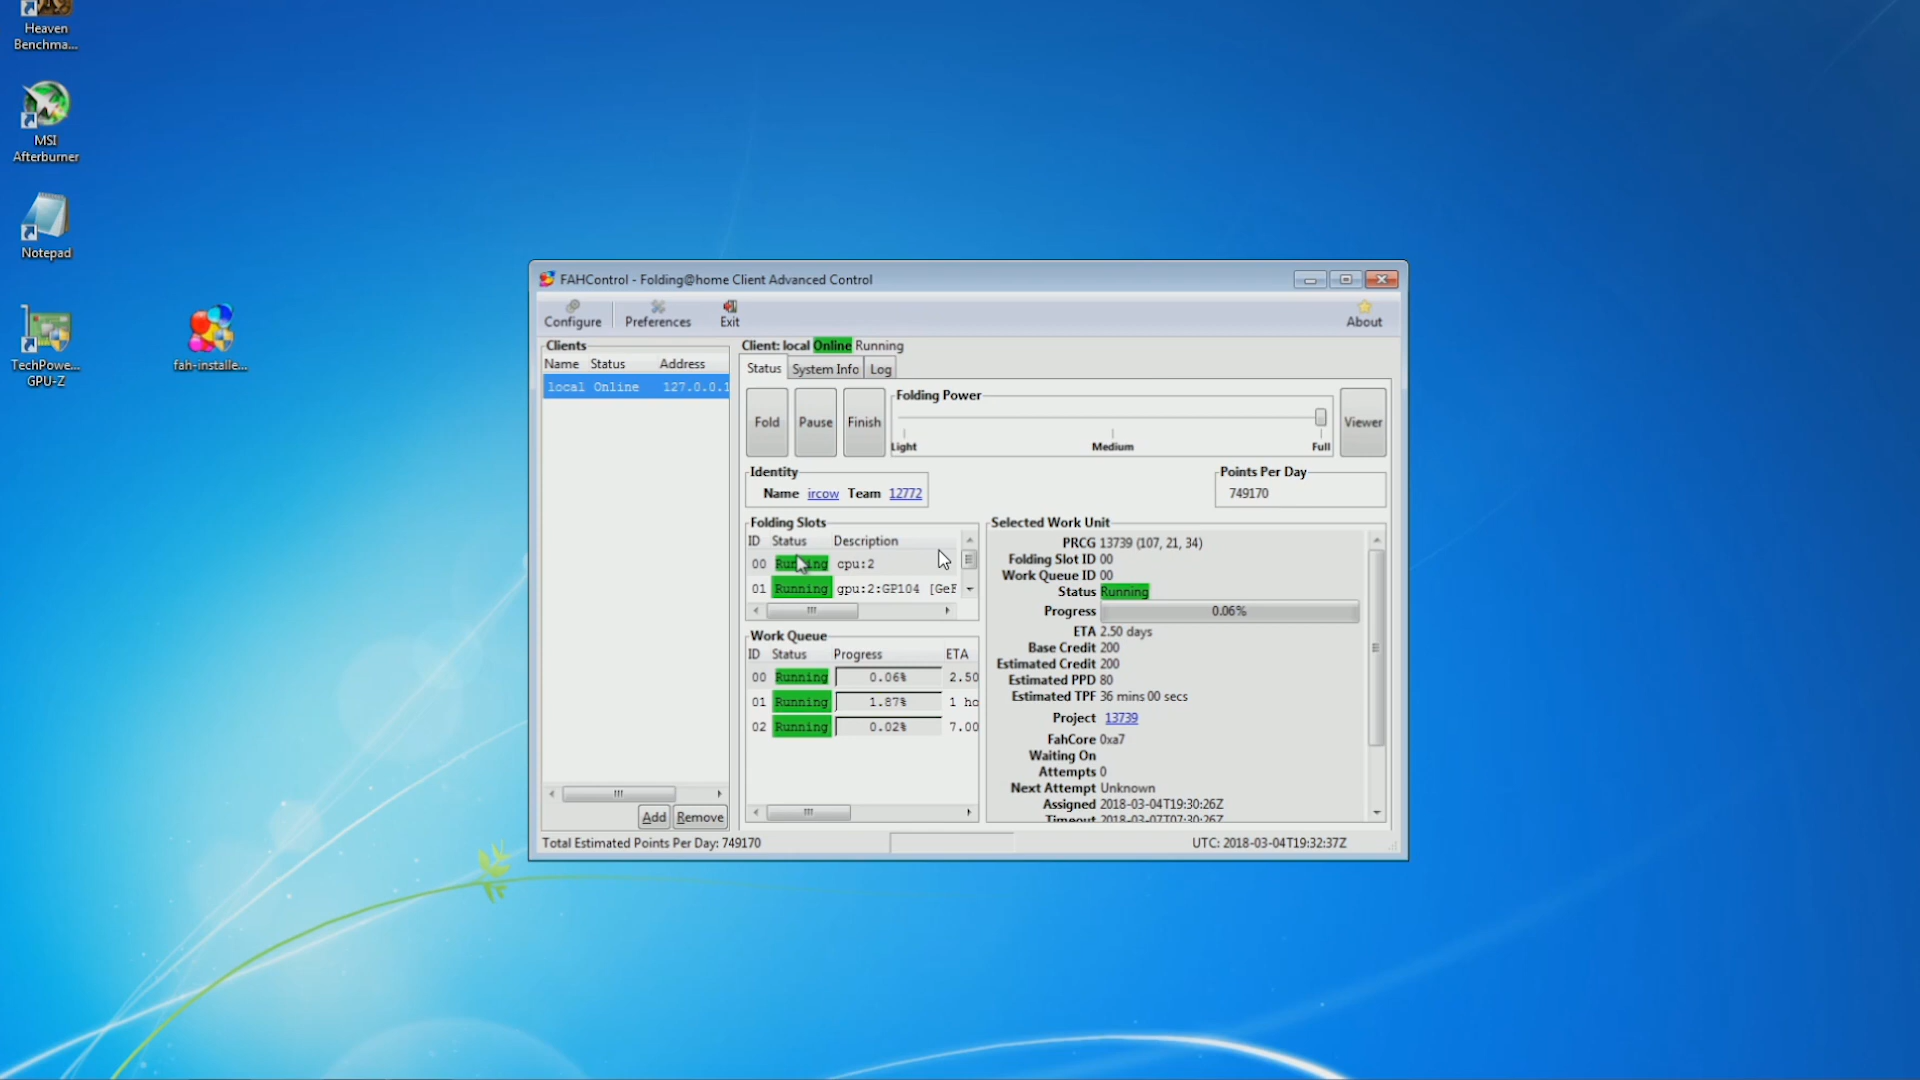 Heaven
Benchma...
MSI
Afterburner
Notepad
TechPowe...
GPU-Z
fah-installe...
FAHControl - Folding@home Client Advanced Control
Configure Preferences Exit About
Clients
Name Status Address
local Online 127.0.0.1
Add Remove
Client: local Online Running
Status System Info Log
Fold Pause Finish
Folding Power
Light Medium Full
Viewer
Identity
Name ircow Team 12772
Points Per Day
749170
Folding Slots
ID Status Description
00 Running cpu:2
01 Running gpu:2:GP104 [GeF
Work Queue
ID Status Progress ETA
00 Running 0.06% 2.50
01 Running 1.87% 1 ho
02 Running 0.02% 7.00
Selected Work Unit
PRCG 13739 (107, 21, 34)
Folding Slot ID 00
Work Queue ID 00
Status Running
Progress 0.06%
ETA 2.50 days
Base Credit 200
Estimated Credit 200
Estimated PPD 80
Estimated TPF 36 mins 00 secs
Project 13739
FahCore 0xa7
Waiting On
Attempts 0
Next Attempt Unknown
Assigned 2018-03-04T19:30:26Z
Timeout 2018-03-07T07:30:26Z
Total Estimated Points Per Day: 749170
UTC: 2018-03-04T19:32:37Z